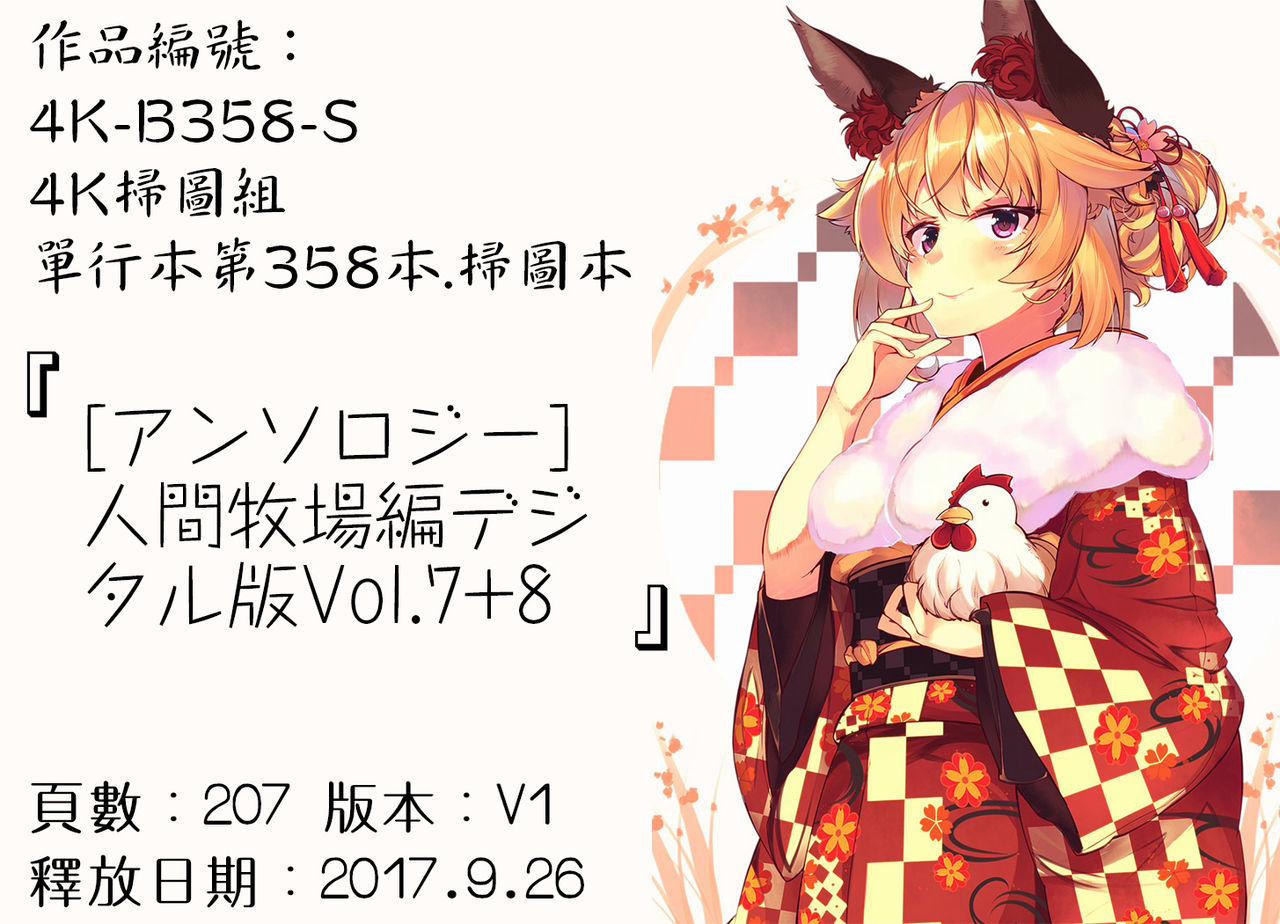 作品編號：
4K-B358-S
4K掃圖組
單行本第358本.掃圖本
『
[アンソロジー]
人間牧場編デジ
タル版Vol.7+8
』
頁數：207 版本：V1
釋放日期：2017.9.26